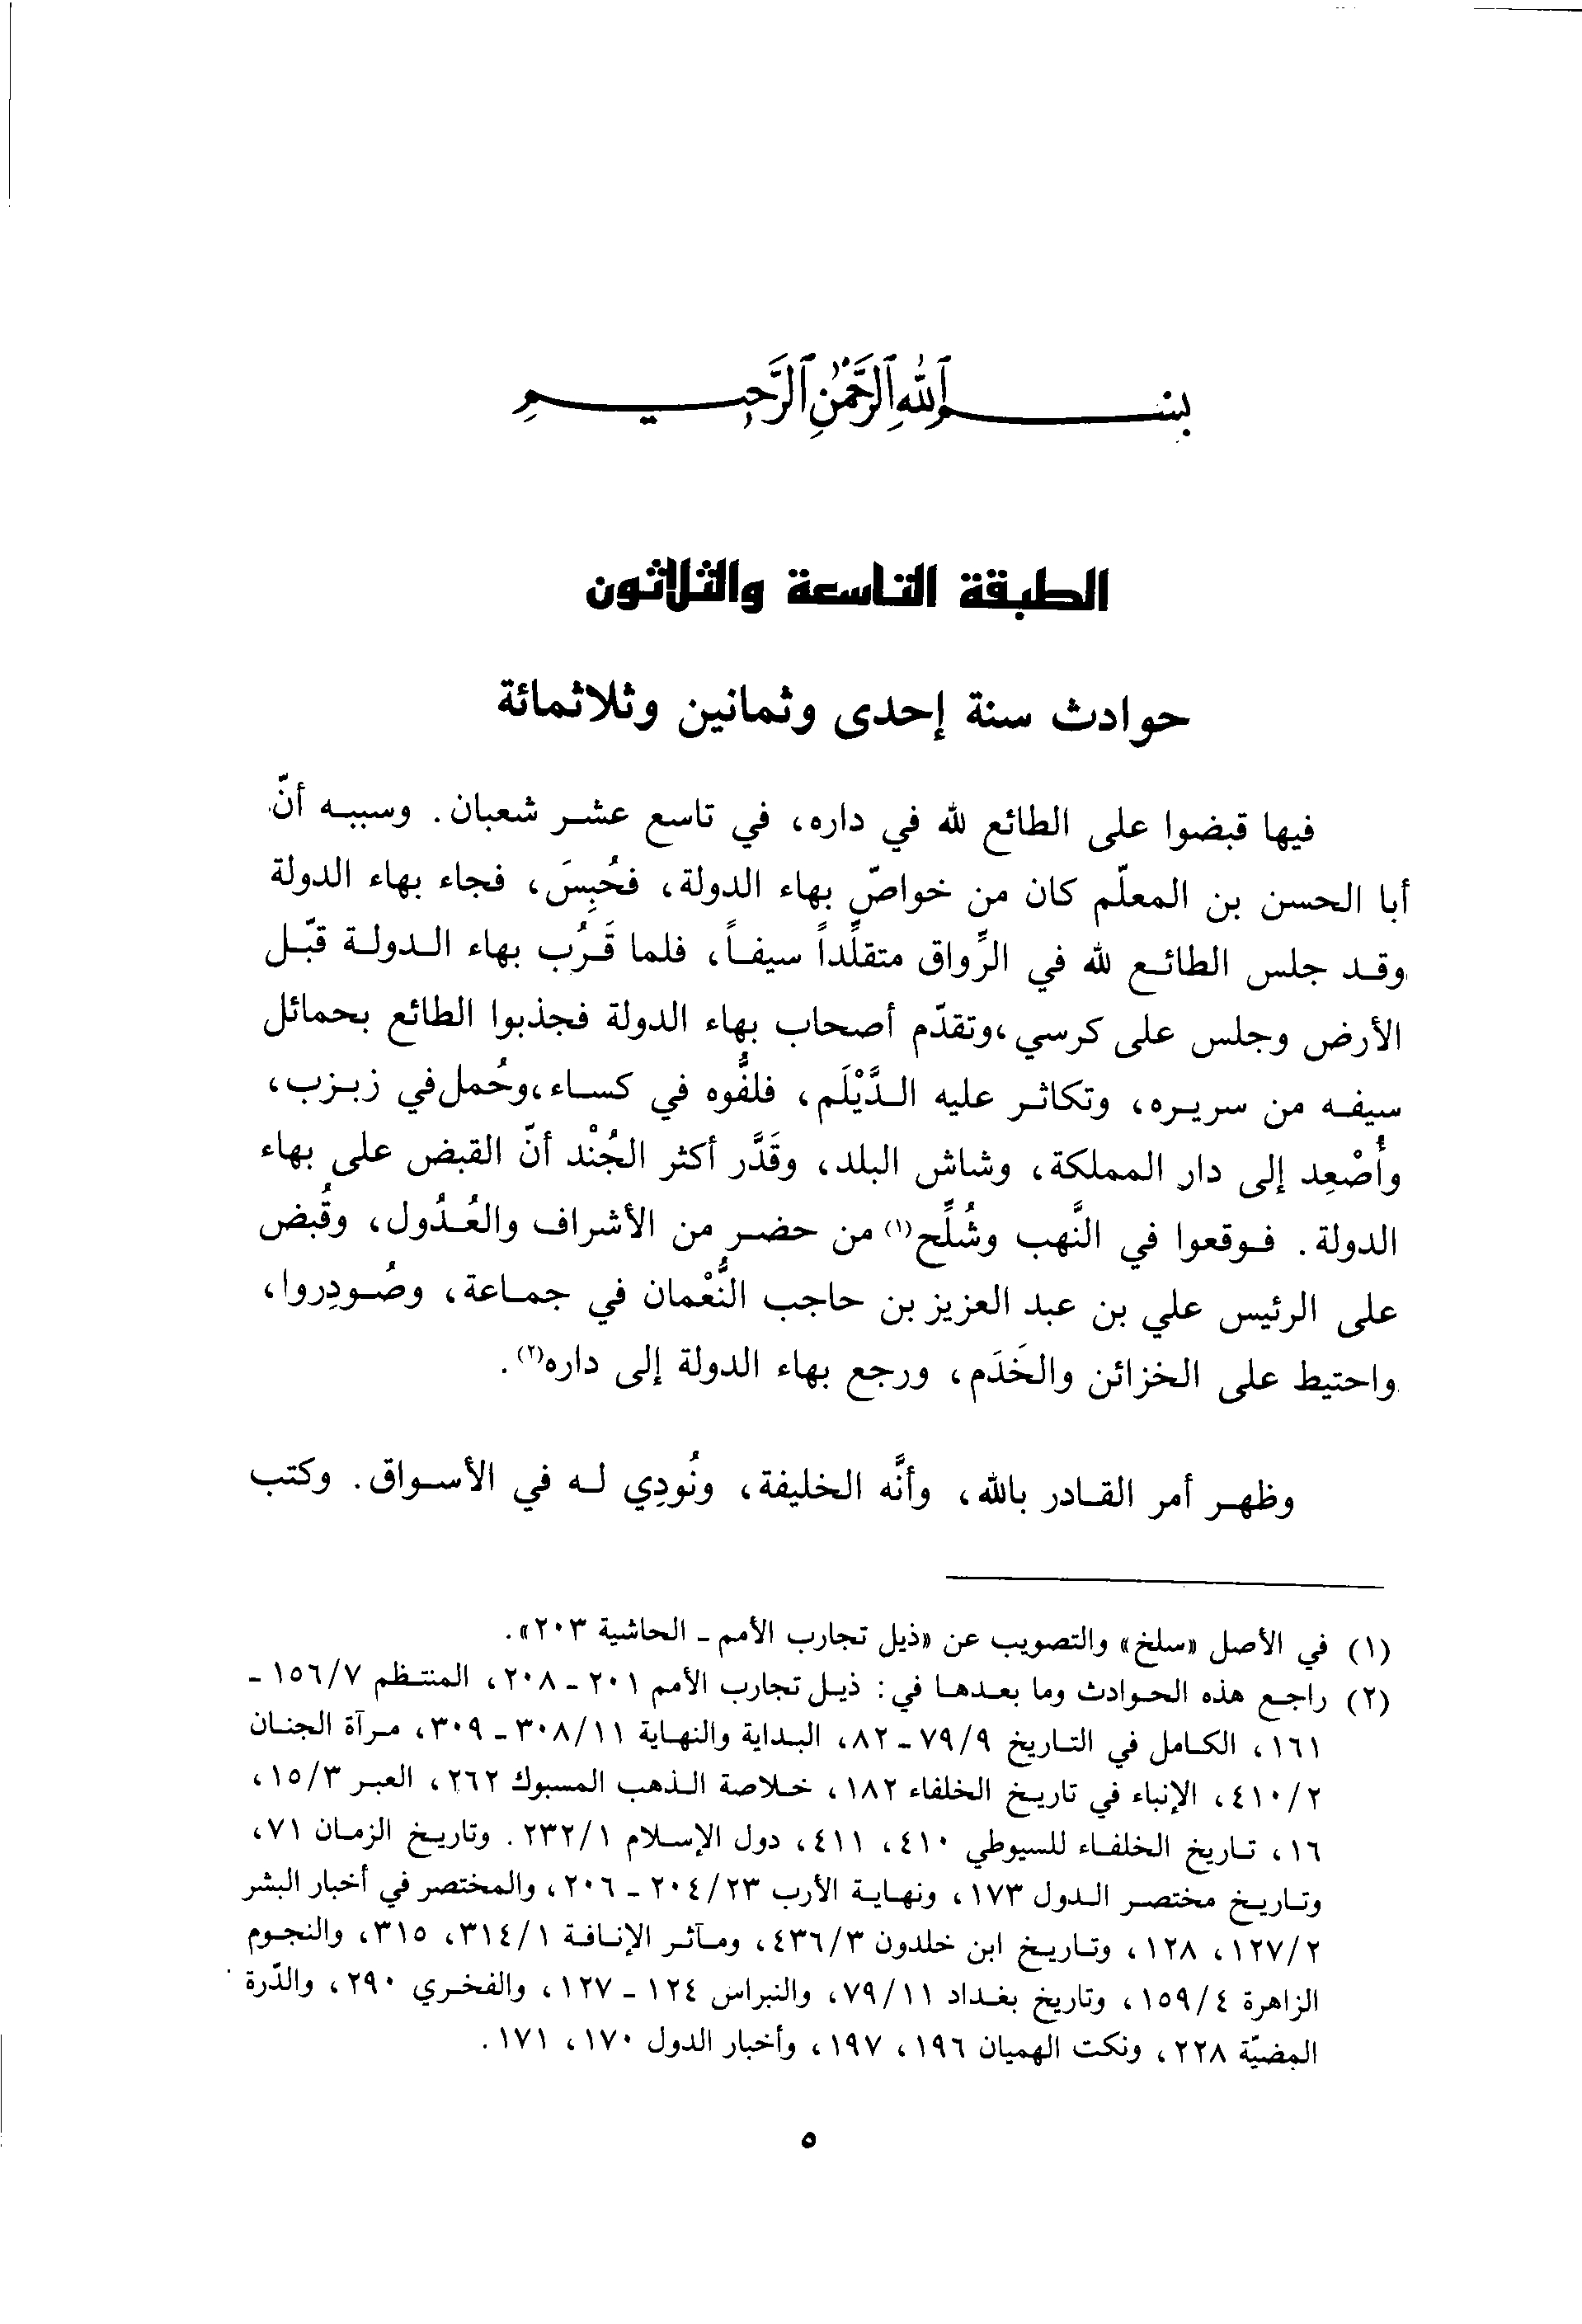 بسم الله الرحمن الرحيم
الطبقة التاسعة والثلاثون
حوادث سنة إحدى وثمانين وثلاثمائة
فيها قبضوا على الطائع لله في داره، في تاسع عشر شعبان. وسببه أنّ
أبا الحسن بن المعلّم كان من خواصّ بهاء الدولة، فحُبِسَ، فجاء بهاء الدولة
وقد جلس الطائع لله في الرِّواق متقلِّداً سيفاً، فلما قَرُب بهاء الدولة قبّل
الأرض وجلس على كرسي، وتقدّم أصحاب بهاء الدولة فجذبوا الطائع بحمائل
سيفه من سريره، وتكاثر عليه الدَّيْلَم، فلفُّوه في كساء، وحُمل في زبزب،
وأُصْعِد إلى دار المملكة، وشاش البلد، وقَدَّر أكثر الجُنْد أنّ القبض على بهاء
الدولة. فوقعوا في النَّهب وشُلِّح(١) من حضر من الأشراف والعُدُول، وقُبض
على الرئيس علي بن عبد العزيز بن حاجب النُّعْمان في جماعة، وصُودِروا،
واحتيط على الخزائن والخَدَم، ورجع بهاء الدولة إلى داره(٢).
وظهر أمر القادر بالله، وأنَّه الخليفة، ونُودِي له في الأسواق. وكتب
(١) في الأصل «سلخ» والتصويب عن «ذيل تجارب الأمم - الحاشية ٢٠٣».
(٢) راجع هذه الحوادث وما بعدها في: ذيل تجارب الأمم ٢٠١ - ٢٠٨، المنتظم ١٥٦/٧ -
١٦١، الكامل في التاريخ ٧٩/٩ - ٨٢، البداية والنهاية ٣٠٨/١١ - ٣٠٩، مرآة الجنان
٤١٠/٢، الإنباء في تاريخ الخلفاء ١٨٢، خلاصة الذهب المسبوك ٢٦٢، العبر ١٥/٣،
١٦، تاريخ الخلفاء للسيوطي ٤١٠، ٤١١، دول الإسلام ٢٣٢/١. وتاريخ الزمان ٧١،
وتاريخ مختصر الدول ١٧٣، ونهاية الأرب ٢٠٤/٢٣ - ٢٠٦، والمختصر في أخبار البشر
١٢٧/٢، ١٢٨، وتاريخ ابن خلدون ٤٣٦/٣، ومآثر الإنافة ٣١٤/١، ٣١٥، والنجوم
الزاهرة ١٥٩/٤، وتاريخ بغداد ٧٩/١١، والنبراس ١٢٤ - ١٢٧، والفخري ٢٩٠، والدّرة
المضيّة ٢٢٨، ونكت الهميان ١٩٦، ١٩٧، وأخبار الدول ١٧٠، ١٧١.
٥